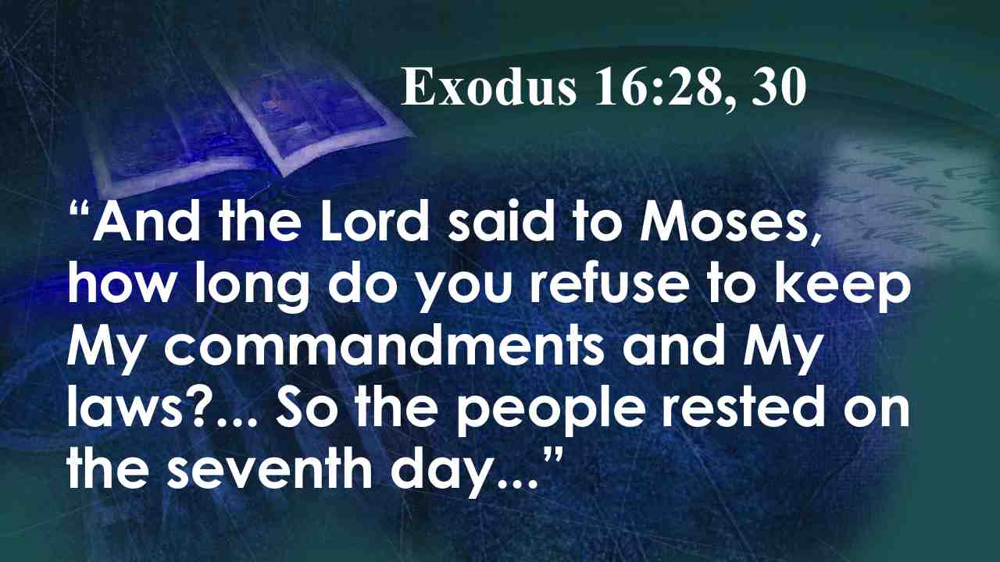 Exodus 16:28, 30
“And the Lord said to Moses,
how long do you refuse to keep
My commandments and My
laws?... So the people rested on
the seventh day...”